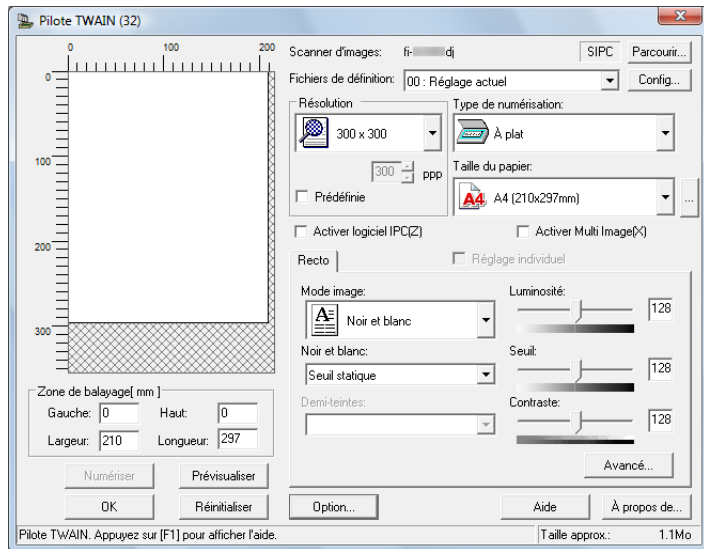 Pilote TWAIN (32)
0 100 200
0
100
200
300
Scanner d'images: fi- dj SIPC Parcourir...
Fichiers de définition: 00 : Réglage actuel Config...
Résolution
300 x 300
300 ppp
Prédéfinie
Type de numérisation:
À plat
Taille du papier:
A4 A4 (210x297mm) ...
Activer logiciel IPC(Z) Activer Multi Image(X)
Recto Réglage individuel
Mode image:
A Noir et blanc
Noir et blanc:
Seuil statique
Demi-teintes:
Luminosité:
128
Seuil:
128
Contraste:
128
Avancé...
Zone de balayage[ mm ]
Gauche: 0 Haut: 0
Largeur: 210 Longueur: 297
Numériser Prévisualiser
OK Réinitialiser Option... Aide À propos de...
Pilote TWAIN. Appuyez sur [F1] pour afficher l'aide. Taille approx.: 1.1Mo